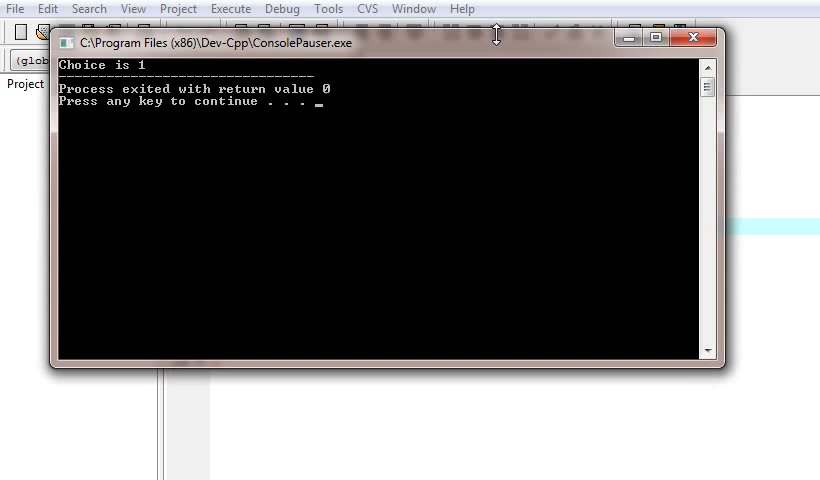 File Edit Search View Project Execute Debug Tools CVS Window Help
C:\Program Files (x86)\Dev-Cpp\ConsolePauser.exe
(glob
Project
Choice is 1
--------------------------------
Process exited with return value 0
Press any key to continue . . . _